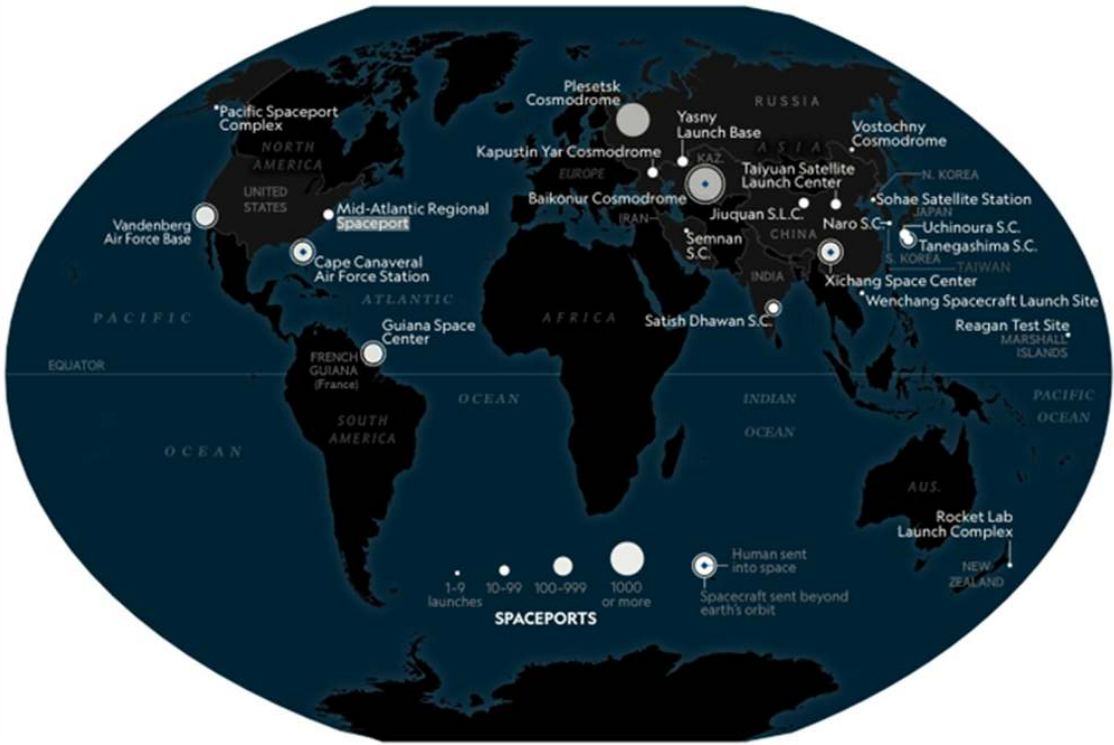 Plesetsk
Cosmodrome
RUSSIA
Pacific Spaceport
Complex
Yasny
Launch Base
Vostochny
Cosmodrome
NORTH
AMERICA
ASIA
Kapustin Yar Cosmodrome
KAZ.
EUROPE
Taiyuan Satellite
Launch Center
N. KOREA
UNITED
STATES
Baikonur Cosmodrome
Sohae Satellite Station
Mid-Atlantic Regional
Spaceport
IRAN
Jiuquan S.L.C.
JAPAN
Vandenberg
Air Force Base
Naro S.C.
Uchinoura S.C.
CHINA
Semnan
S.C.
Tanegashima S.C.
S. KOREA
Cape Canaveral
Air Force Station
TAIWAN
INDIA
Xichang Space Center
ATLANTIC
Wenchang Spacecraft Launch Site
PACIFIC
AFRICA
Satish Dhawan S.C.
Guiana Space
Center
Reagan Test Site
MARSHALL
ISLANDS
FRENCH
GUIANA
(France)
EQUATOR
OCEAN
INDIAN
OCEAN
PACIFIC
OCEAN
SOUTH
AMERICA
OCEAN
AUS.
Rocket Lab
Launch Complex
NEW
ZEALAND
Human sent
into space
1-9
launches
10-99
100-999
1000
or more
Spacecraft sent beyond
earth's orbit
SPACEPORTS